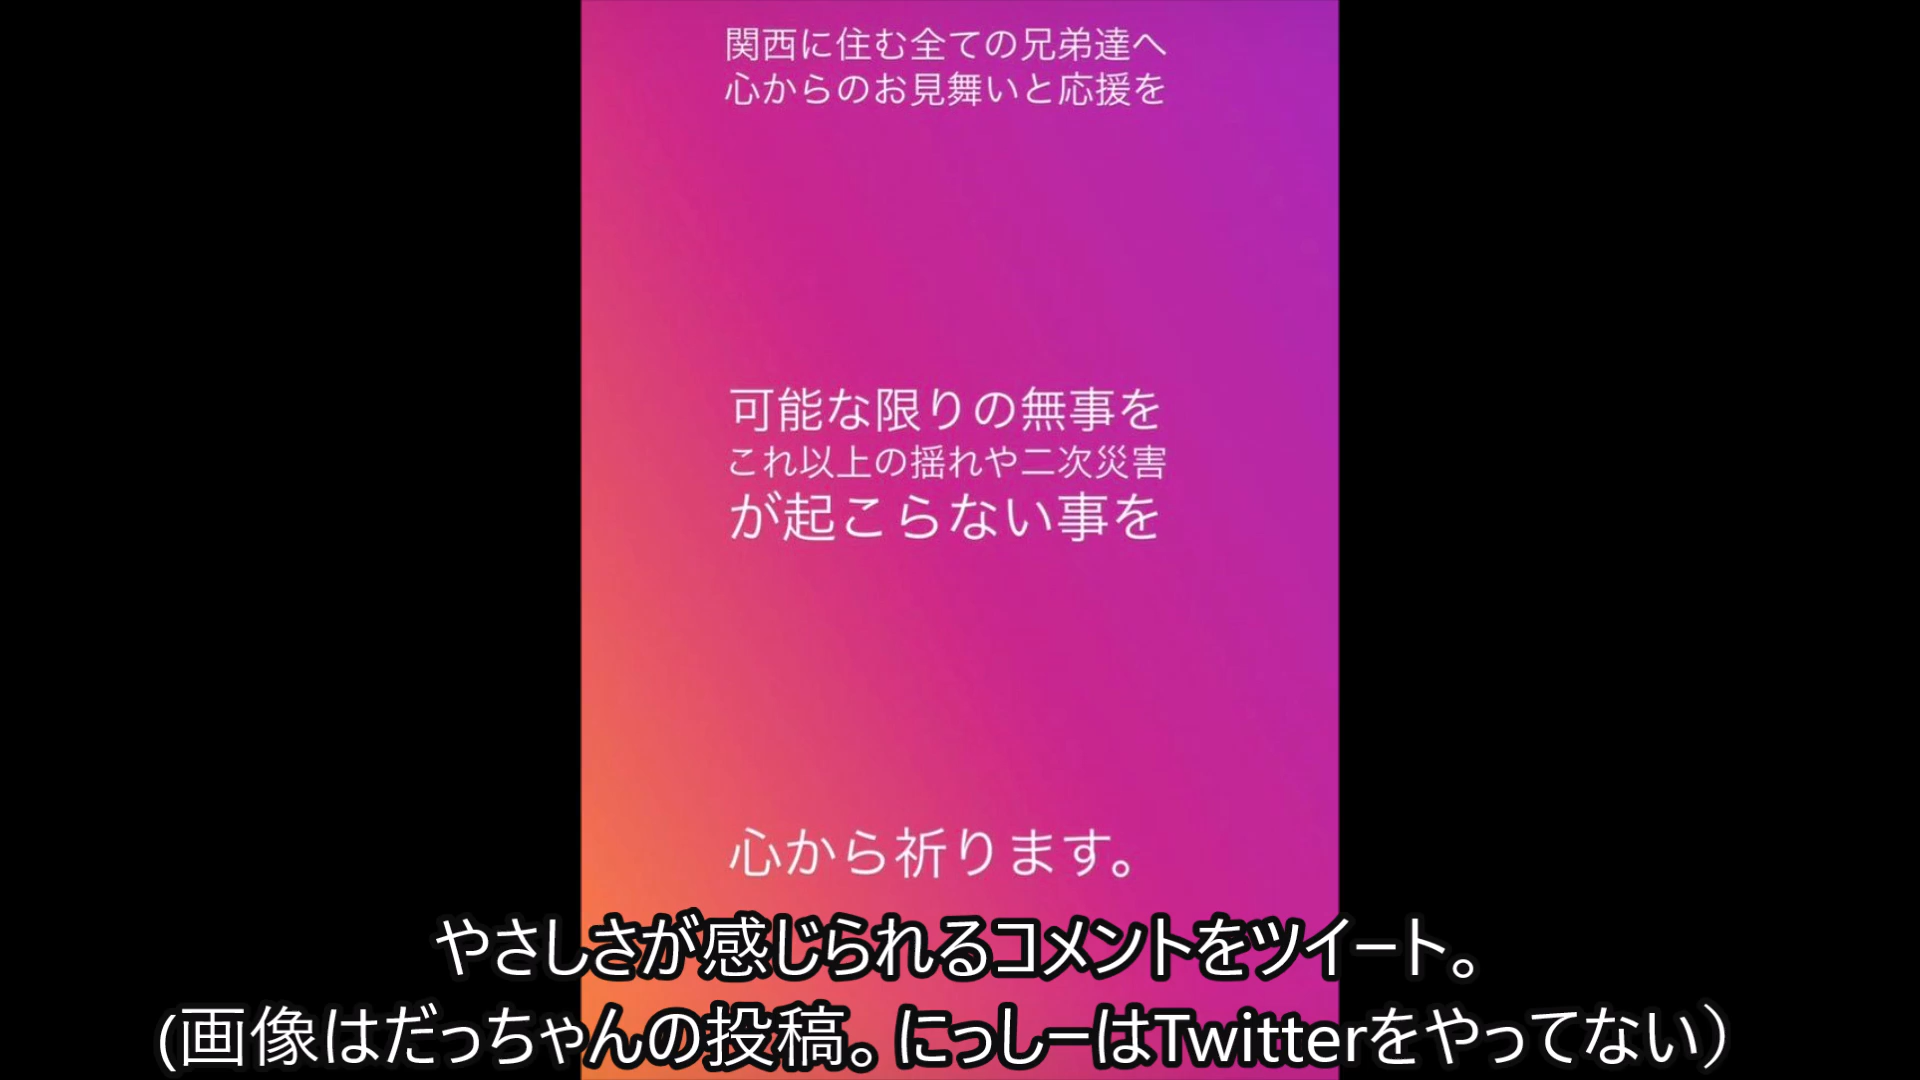 関西に住む全ての兄弟達へ
心からのお見舞いと応援を
可能な限りの無事を
これ以上の揺れや二次災害
が起こらない事を
心から祈ります。
やさしさが感じられるコメントをツイート。
(画像はだっちゃんの投稿。にっしーはTwitterをやってない）